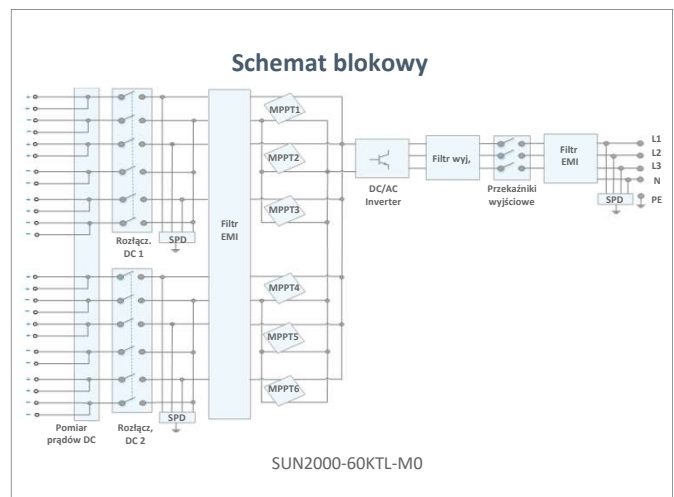 Schemat blokowy
MPPT1
MPPT2
MPPT3
MPPT4
MPPT5
MPPT6
Filtr
EMI
Rozłącz.
DC 1
SPD
Rozłącz,
DC 2
SPD
Pomiar
prądów DC
DC/AC
Inverter
Filtr wyj,
Przekaźniki
wyjściowe
Filtr
EMI
SPD
L1
L2
L3
N
PE
SUN2000-60KTL-M0